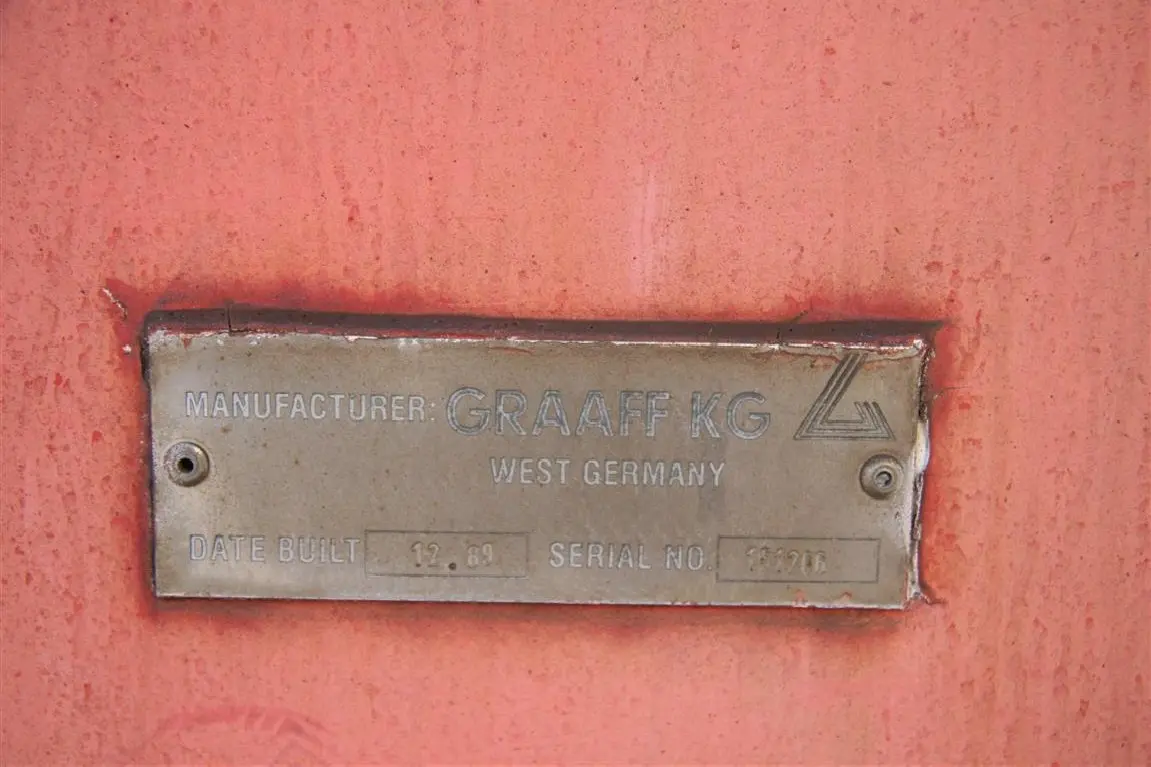 MANUFACTURER: GRAAFF KG
WEST GERMANY
DATE BUILT 12.89 SERIAL NO.